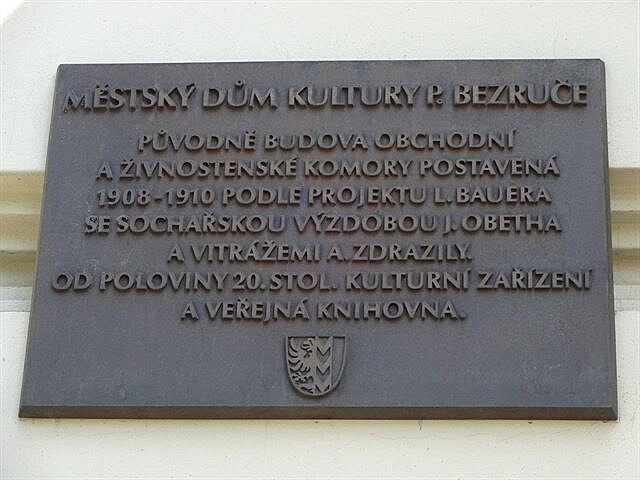 MĚSTSKÝ DŮM KULTURY P. BEZRUČE
PŮVODNĚ BUDOVA OBCHODNÍ
A ŽIVNOSTENSKÉ KOMORY POSTAVENÁ
1908-1910 PODLE PROJEKTU L. BAUERA
SE SOCHAŘSKOU VÝZDOBOU J. OBETHA
A VITRÁŽEMI A. ZDRAZILY.
OD POLOVINY 20. STOL. KULTURNÍ ZAŘÍZENÍ
A VEŘEJNÁ KNIHOVNA.